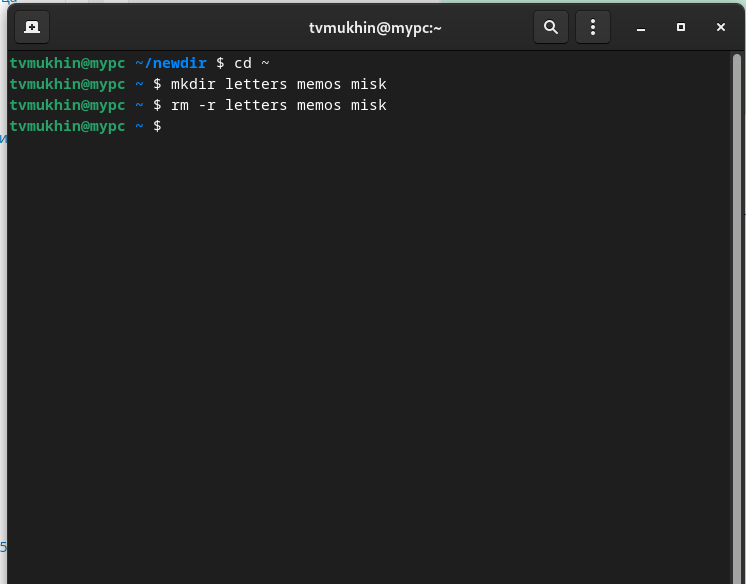 tvmukhin@mypc:~
tvmukhin@mypc ~/newdir $ cd ~
tvmukhin@mypc ~ $ mkdir letters memos misk
tvmukhin@mypc ~ $ rm -r letters memos misk
tvmukhin@mypc ~ $